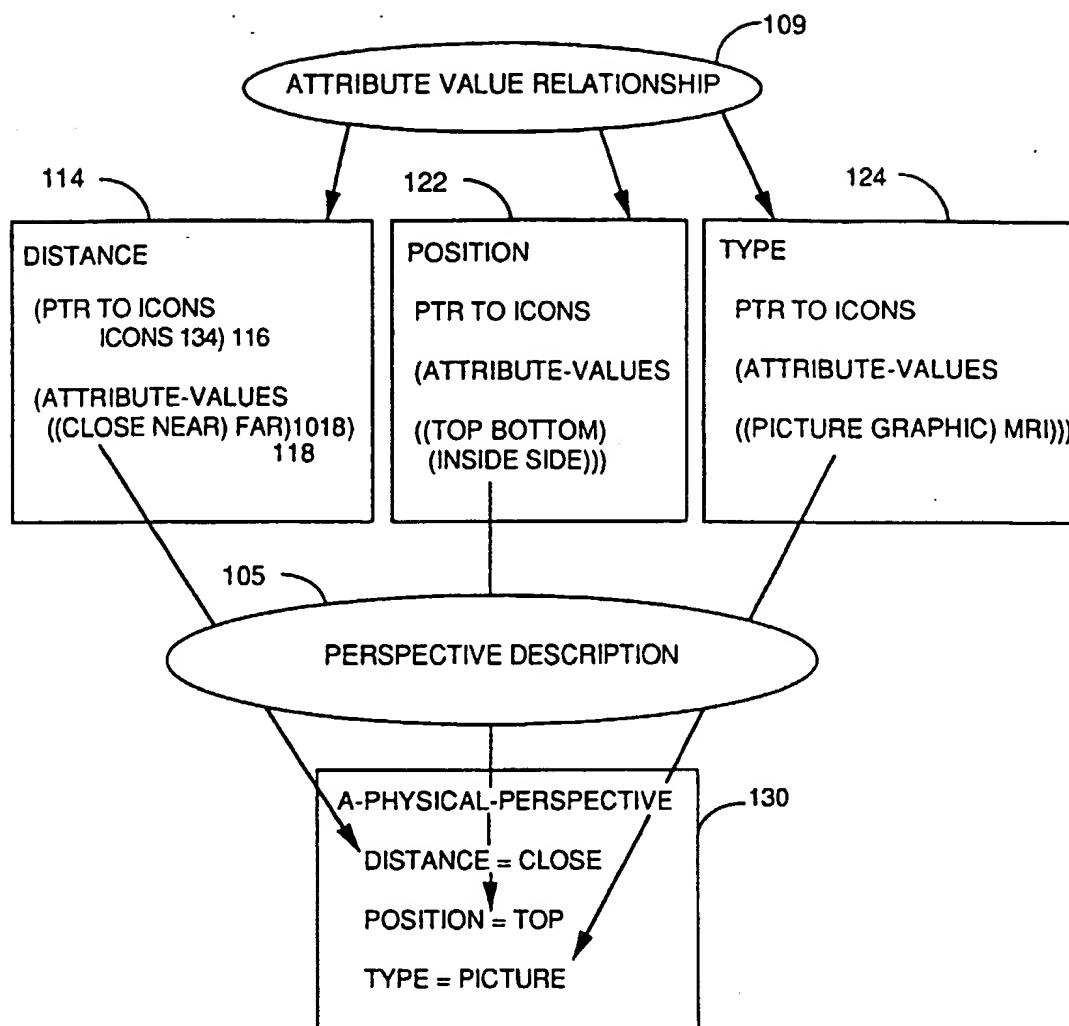 109
ATTRIBUTE VALUE RELATIONSHIP
114
122
124
DISTANCE
(PTR TO ICONS
ICONS 134) 116
(ATTRIBUTE-VALUES
((CLOSE NEAR) FAR)1018)
118
POSITION
PTR TO ICONS
(ATTRIBUTE-VALUES
((TOP BOTTOM)
(INSIDE SIDE)))
TYPE
PTR TO ICONS
(ATTRIBUTE-VALUES
((PICTURE GRAPHIC) MRI)))
105
PERSPECTIVE DESCRIPTION
A-PHYSICAL-PERSPECTIVE
130
DISTANCE = CLOSE
POSITION = TOP
TYPE = PICTURE